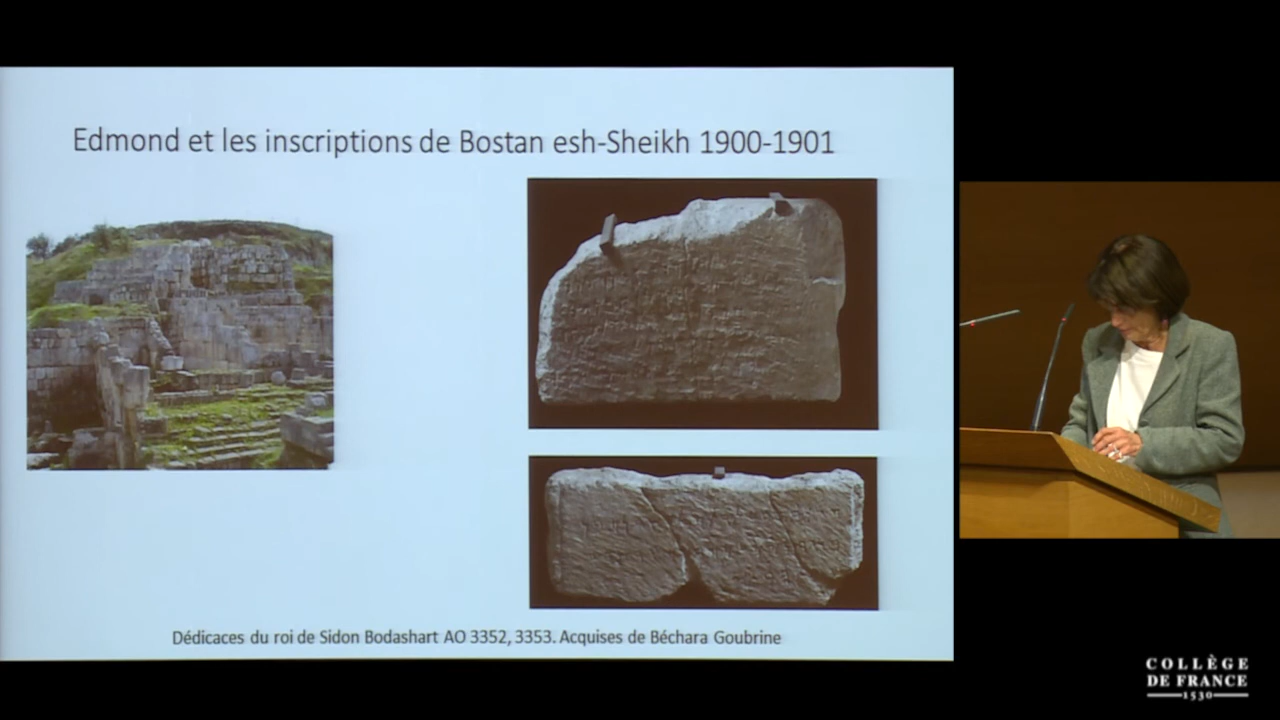 Edmond et les inscriptions de Bostan esh-Sheikh 1900-1901
Dédicaces du roi de Sidon Bodashart AO 3352, 3353. Acquises de Béchara Goubrine
COLLÈGE
DE FRANCE
1530